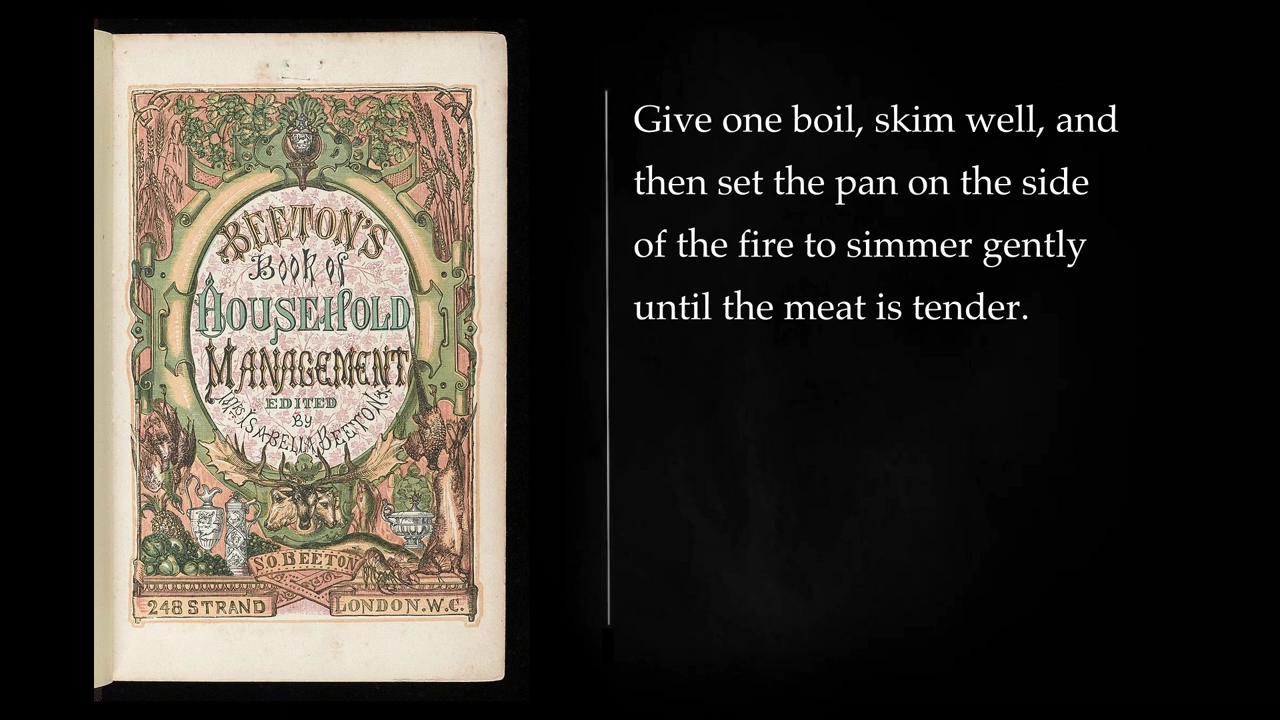 BEETON'S
Book of
HOUSEHOLD
MANAGEMENT
EDITED
BY
MRS ISABELLA BEETON
S.O. BEETON
248 STRAND
LONDON. W.C.
Give one boil, skim well, and
then set the pan on the side
of the fire to simmer gently
until the meat is tender.